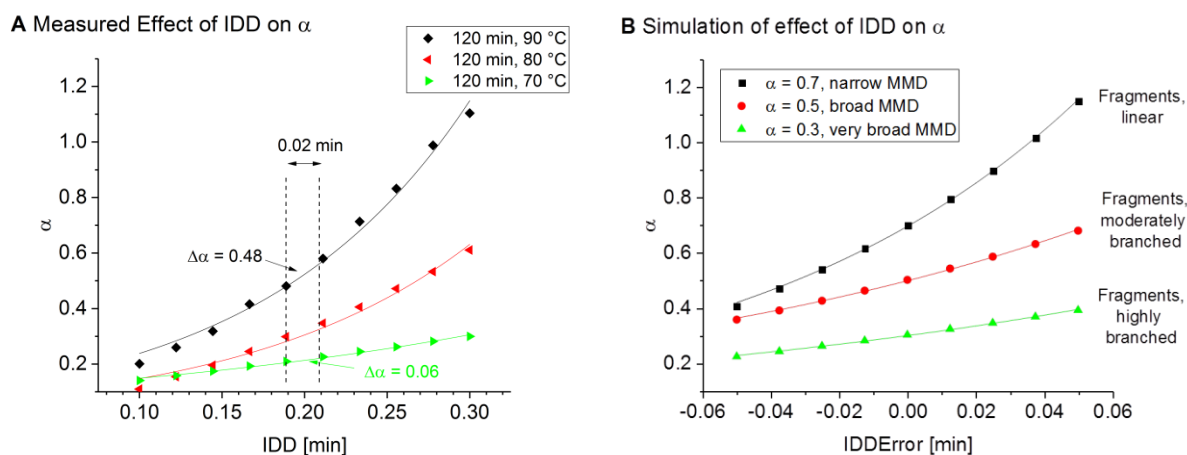 A Measured Effect of IDD on α
120 min, 90 °C
120 min, 80 °C
120 min, 70 °C
1.2
1.0
0.8
0.6
0.4
0.2
α
0.02 min
Δα = 0.48
Δα = 0.06
0.10 0.15 0.20 0.25 0.30
IDD [min]
B Simulation of effect of IDD on α
α = 0.7, narrow MMD
α = 0.5, broad MMD
α = 0.3, very broad MMD
1.2
1.0
0.8
0.6
0.4
0.2
α
Fragments,
linear
Fragments,
moderately
branched
Fragments,
highly
branched
-0.06 -0.04 -0.02 0.00 0.02 0.04 0.06
IDDError [min]